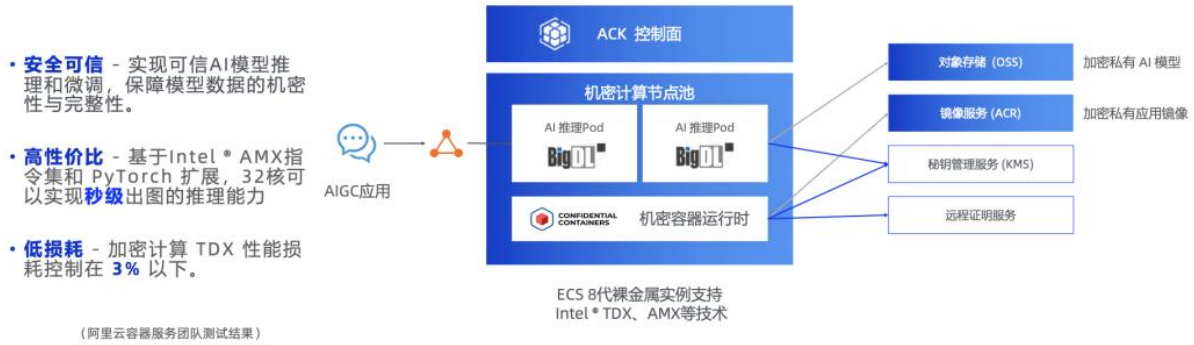 • 安全可信 - 实现可信AI模型推
理和微调，保障模型数据的机密
性与完整性。
• 高性价比 - 基于Intel ® AMX指
令集和 PyTorch 扩展，32核可
以实现秒级出图的推理能力
• 低损耗 - 加密计算 TDX 性能损
耗控制在 3% 以下。
（阿里云容器服务团队测试结果）
AIGC应用
ACK 控制面
机密计算节点池
AI 推理Pod
BigDL
AI 推理Pod
BigDL
CONFIDENTIAL
CONTAINERS
机密容器运行时
ECS 8代裸金属实例支持
Intel ® TDX、AMX等技术
对象存储 (OSS)
加密私有 AI 模型
镜像服务 (ACR)
加密私有应用镜像
秘钥管理服务 (KMS)
远程证明服务